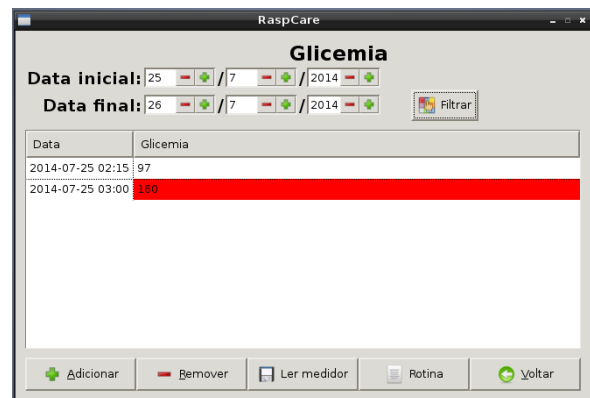 RaspCare
Glicemia
Data inicial: 25 / 7 / 2014
Data final: 26 / 7 / 2014 Filtrar
Data Glicemia
2014-07-25 02:15 97
2014-07-25 03:00 160
Adicionar Remover Ler medidor Rotina Voltar